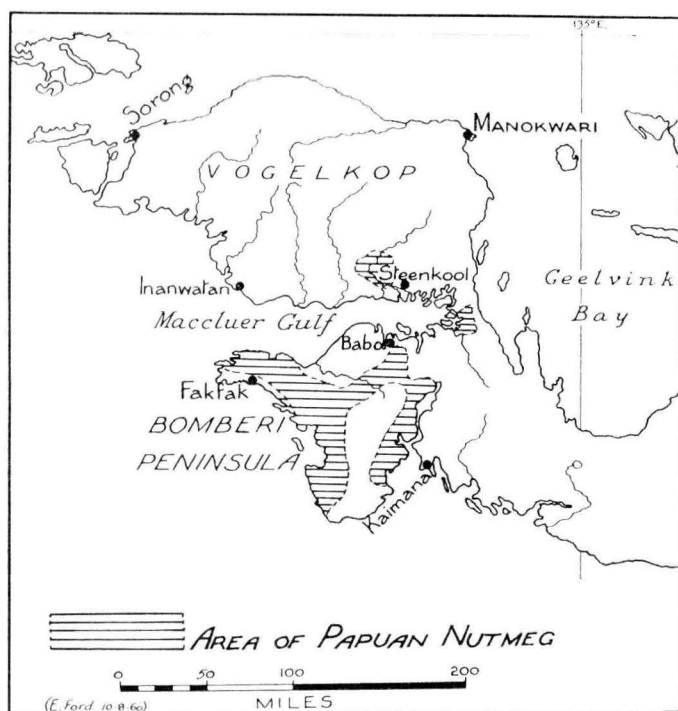 135°E.
Sorong
MANOKWARI
VOGELKOP
Steenkool
Inanwatan
Geelvink
Bay
Maccluer Gulf
Babo
Fakfak
BOMBERI
PENINSULA
Kaimana
AREA OF PAPUAN NUTMEG
0 50 100 200
MILES
(E. Ford 10-8-60)